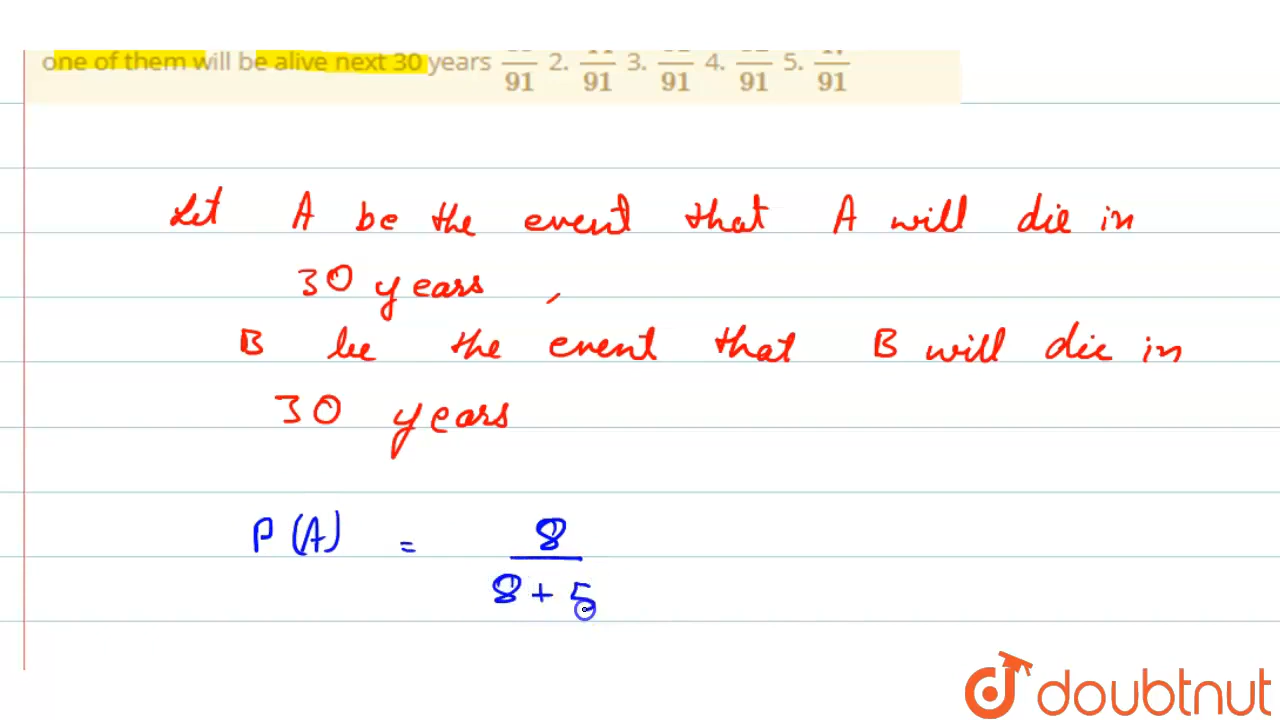 one of them will be alive next 30 years /91 2. /91 3. /91 4. /91 5. /91
Let A be the event that A will die in
30 years ,
B be the event that B will die in
30 years
P (A) = 8 / 8 + 5
doubtnut